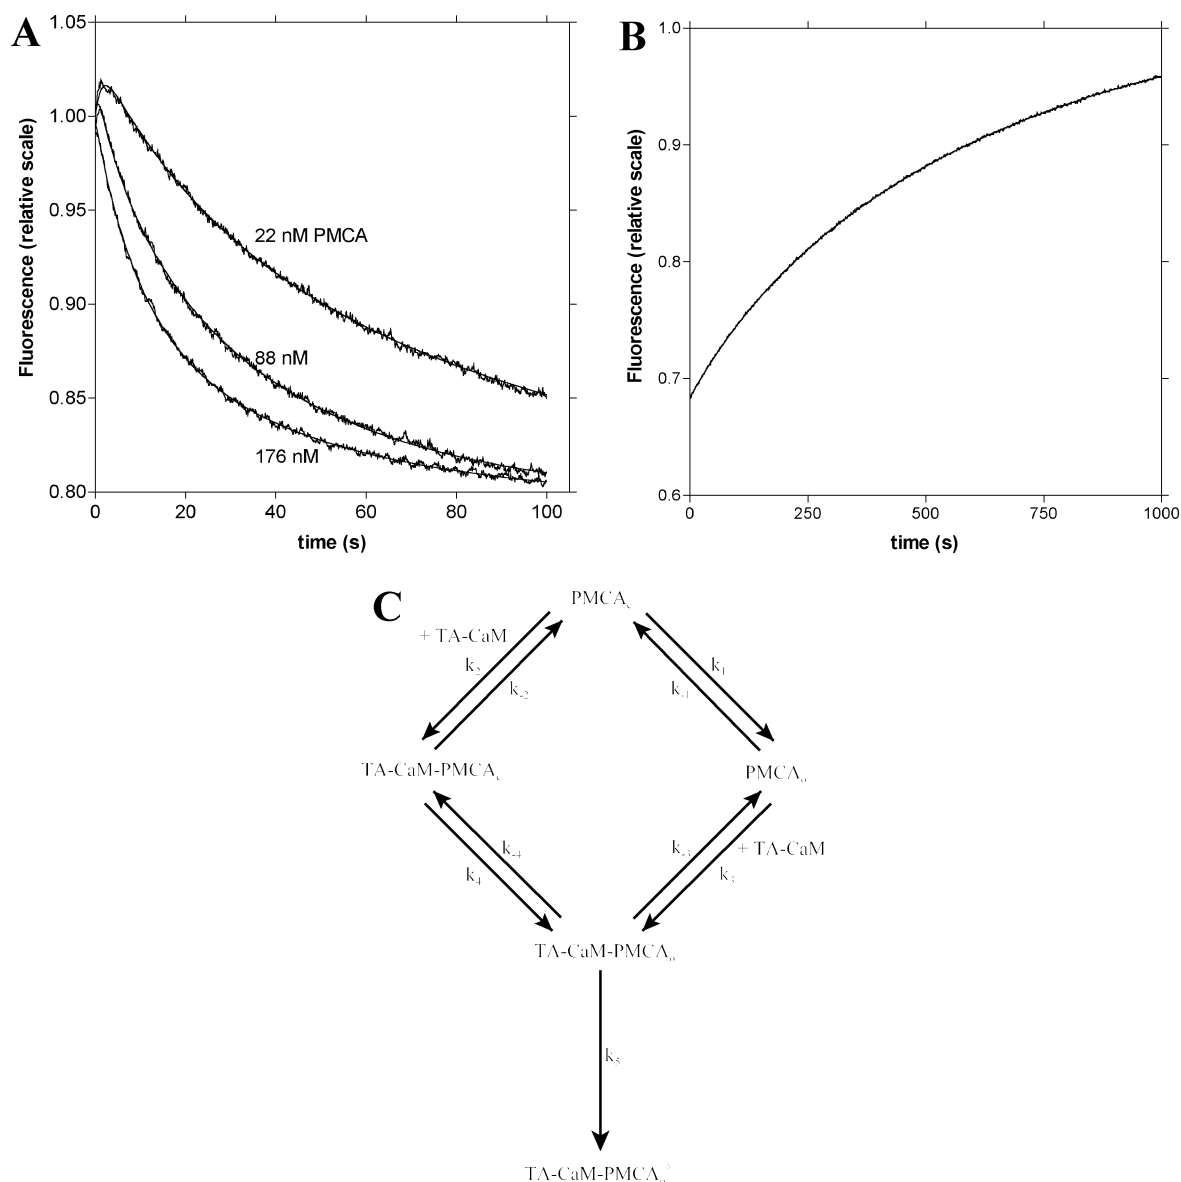 A
1.05
1.00
0.95
0.90
0.85
0.80
Fluorescence (relative scale)
22 nM PMCA
88 nM
176 nM
0 20 40 60 80 100
time (s)
B
1.0
0.9
0.8
0.7
0.6
Fluorescence (relative scale)
0 250 500 750 1000
time (s)
C
PMCAc
+ TA-CaM
k2
k-2
k1
k-1
TA-CaM-PMCAc
PMCAo
k-4
k4
k-3
+ TA-CaM
k3
TA-CaM-PMCAo
k5